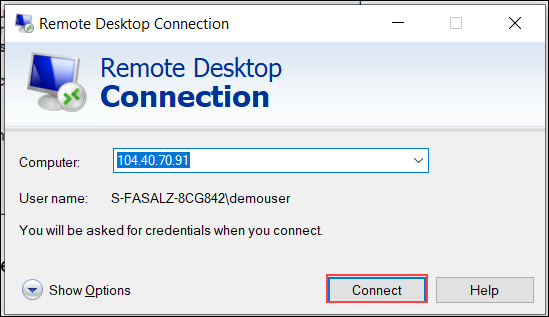 Remote Desktop Connection
Remote Desktop
Connection
Computer: 104.40.70.91
User name: S-FASALZ-8CG842\demouser
You will be asked for credentials when you connect.
Show Options Connect Help